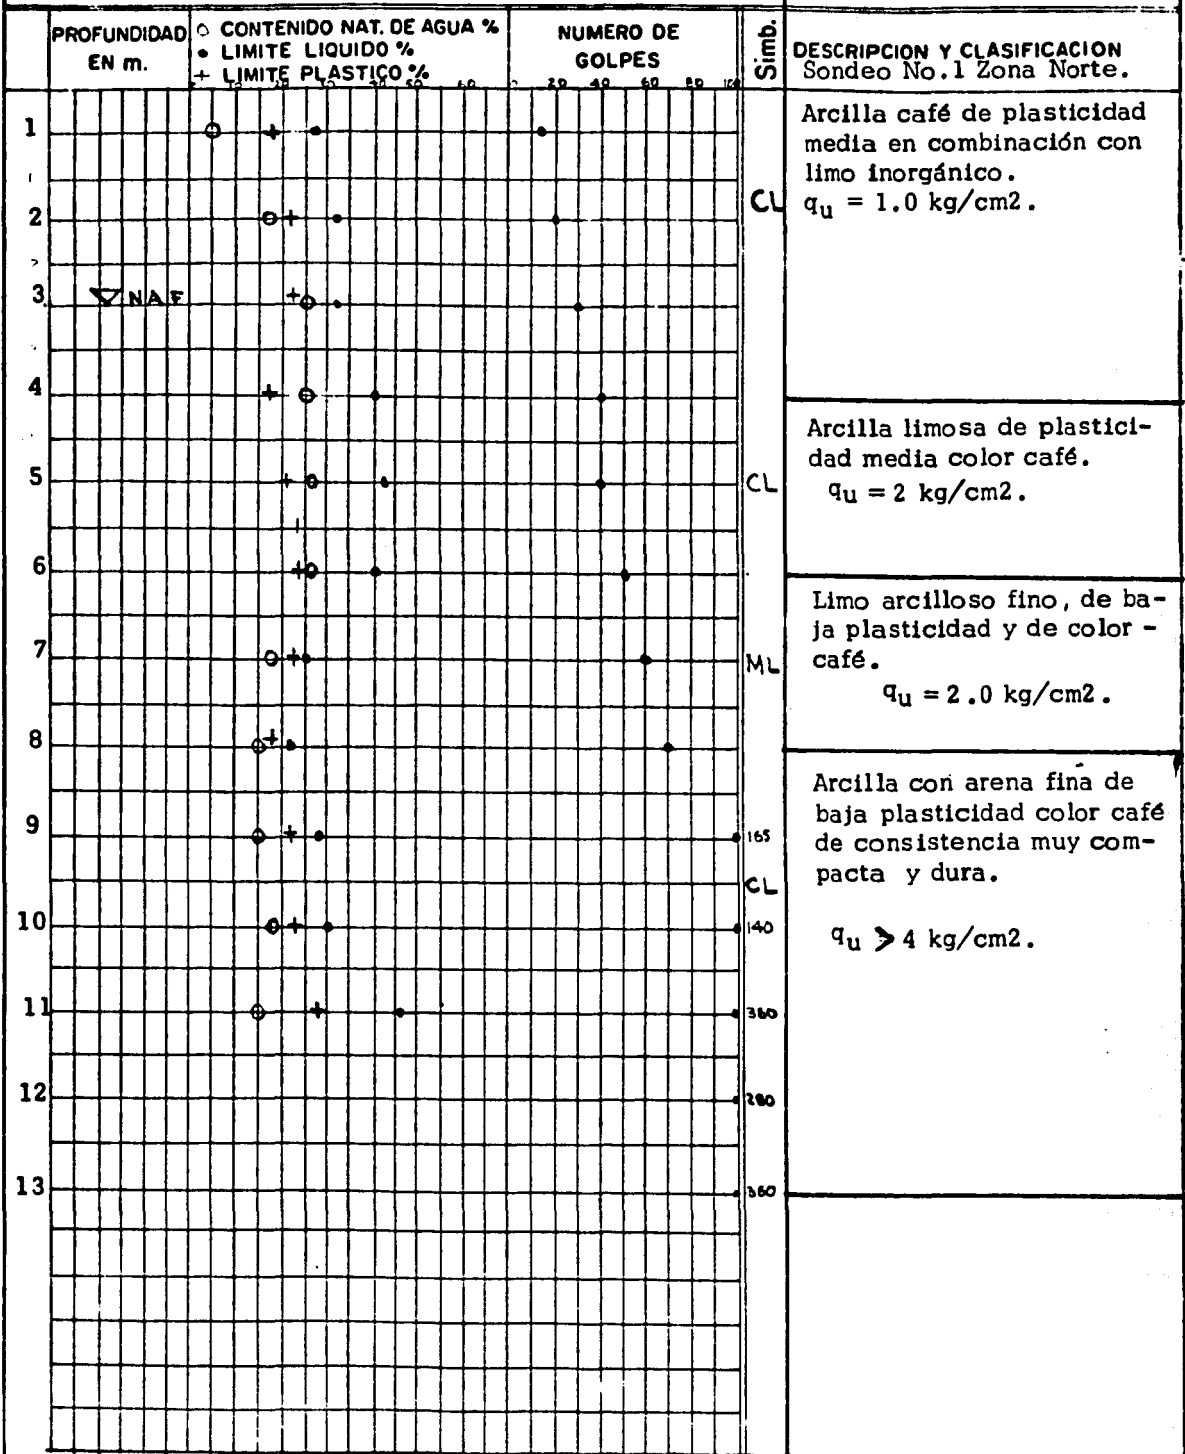 PROFUNDIDAD
EN m.
○ CONTENIDO NAT. DE AGUA %
• LIMITE LIQUIDO %
+ LIMITE PLASTICO %
NUMERO DE
GOLPES
20 40 60 80 100
Simb.
DESCRIPCION Y CLASIFICACION
Sondeo No.1 Zona Norte.
1
2
3
NAF
4
5
6
7
8
9
10
11
12
13
CL
CL
ML
165
CL
140
360
280
360
Arcilla café de plasticidad
media en combinación con
limo inorgánico.
qu = 1.0 kg/cm2.
Arcilla limosa de plastici-
dad media color café.
qu = 2 kg/cm2.
Limo arcilloso fino, de ba-
ja plasticidad y de color -
café.
qu = 2.0 kg/cm2.
Arcilla con arena fina de
baja plasticidad color café
de consistencia muy com-
pacta y dura.
qu > 4 kg/cm2.